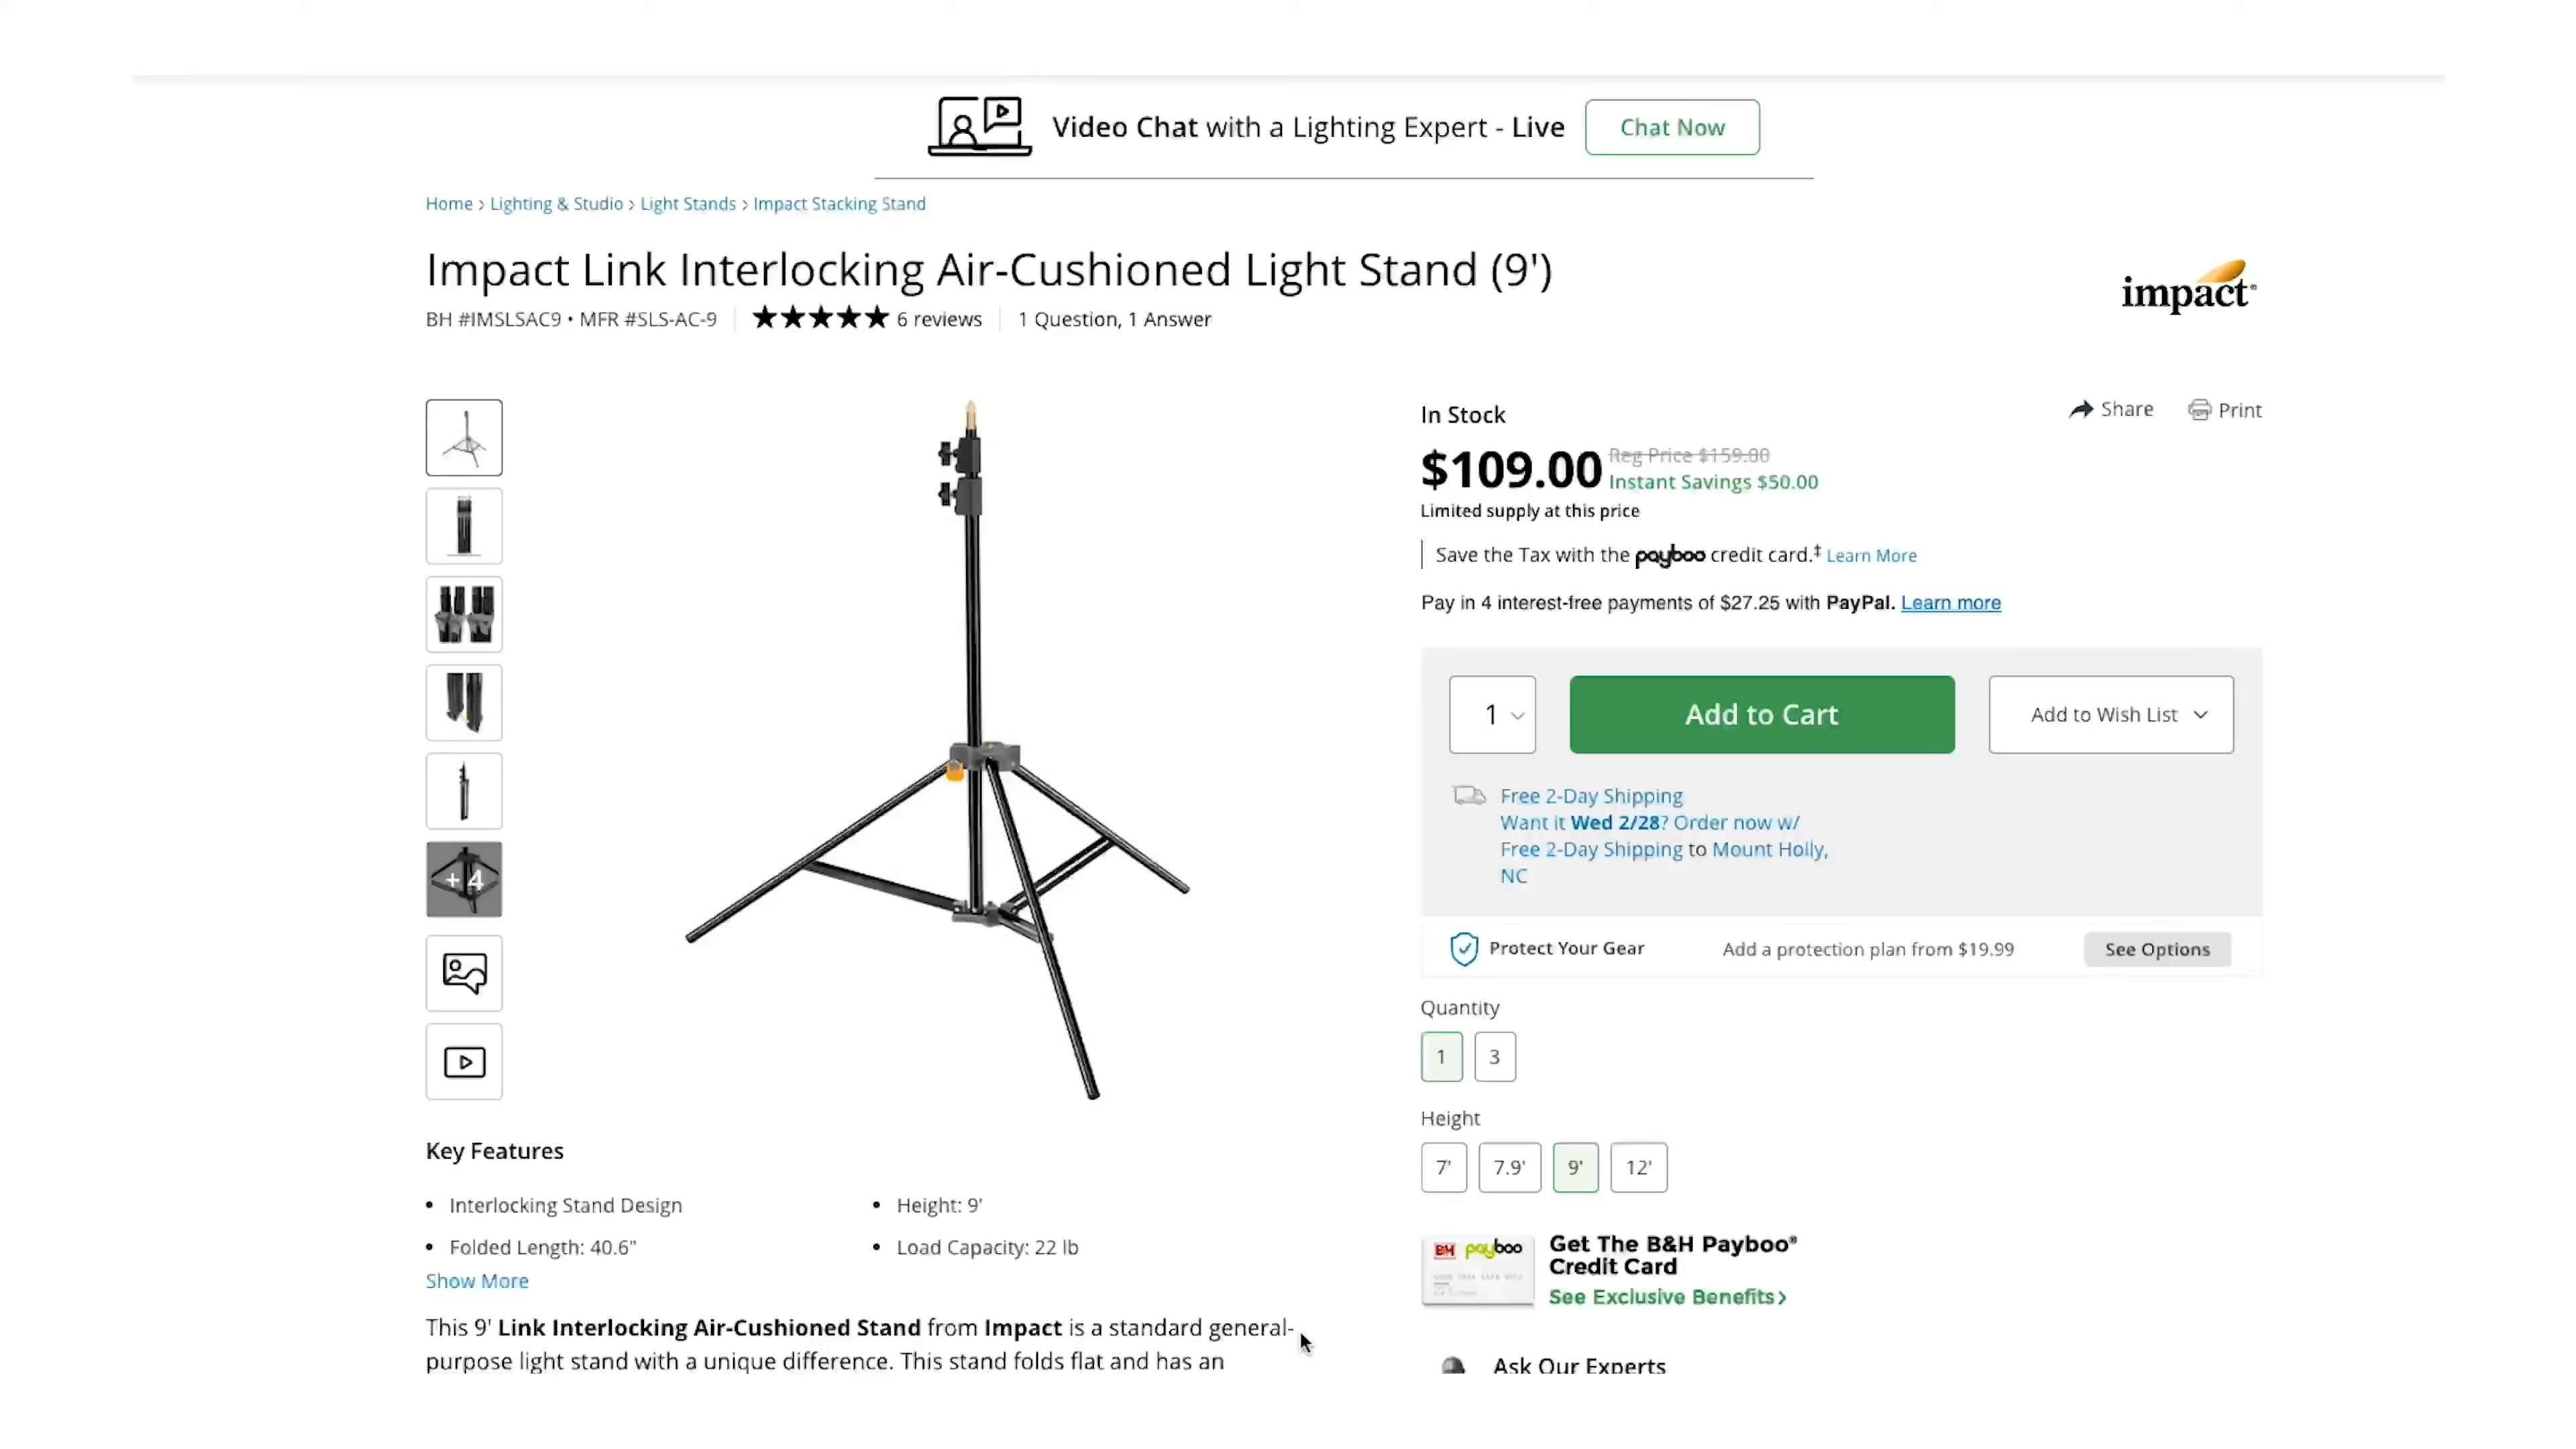 Video Chat with a Lighting Expert - Live
Chat Now
Home > Lighting & Studio > Light Stands > Impact Stacking Stand
Impact Link Interlocking Air-Cushioned Light Stand (9')
impact
BH #IMSLSAC9 • MFR #SLS-AC-9
6 reviews
1 Question, 1 Answer
In Stock
Share
Print
$109.00
Reg Price $159.00
Instant Savings $50.00
Limited supply at this price
Save the Tax with the payboo credit card.‡ Learn More
Pay in 4 interest-free payments of $27.25 with PayPal. Learn more
1
Add to Cart
Add to Wish List
Free 2-Day Shipping
Want it Wed 2/28? Order now w/
Free 2-Day Shipping to Mount Holly,
NC
+ 4
Protect Your Gear
Add a protection plan from $19.99
See Options
Quantity
1
3
Height
7'
7.9'
9'
12'
Key Features
• Interlocking Stand Design
• Height: 9'
• Folded Length: 40.6"
• Load Capacity: 22 lb
Show More
B&H payboo
Get The B&H Payboo®
Credit Card
See Exclusive Benefits >
This 9' Link Interlocking Air-Cushioned Stand from Impact is a standard general-
purpose light stand with a unique difference. This stand folds flat and has an
Ask Our Experts